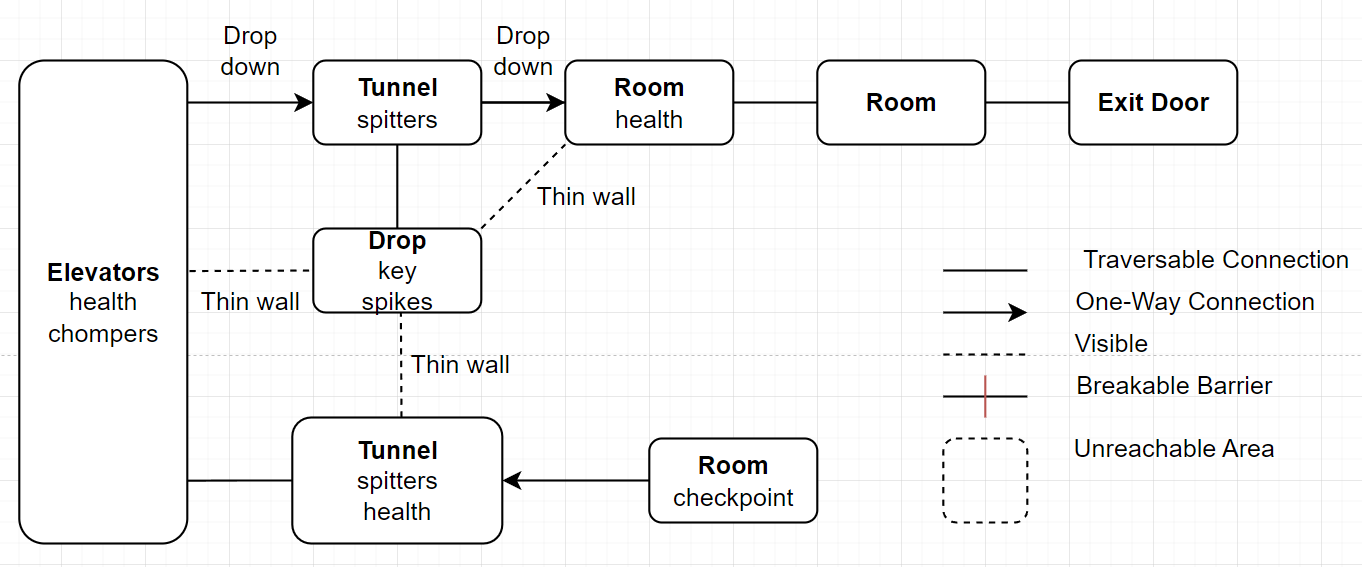 Drop
down
Drop
down
Tunnel
spitters
Room
health
Room
Exit Door
Thin wall
Drop
key
spikes
Elevators
health
chompers
Thin wall
Thin wall
Traversable Connection
One-Way Connection
Visible
Breakable Barrier
Unreachable Area
Tunnel
spitters
health
Room
checkpoint